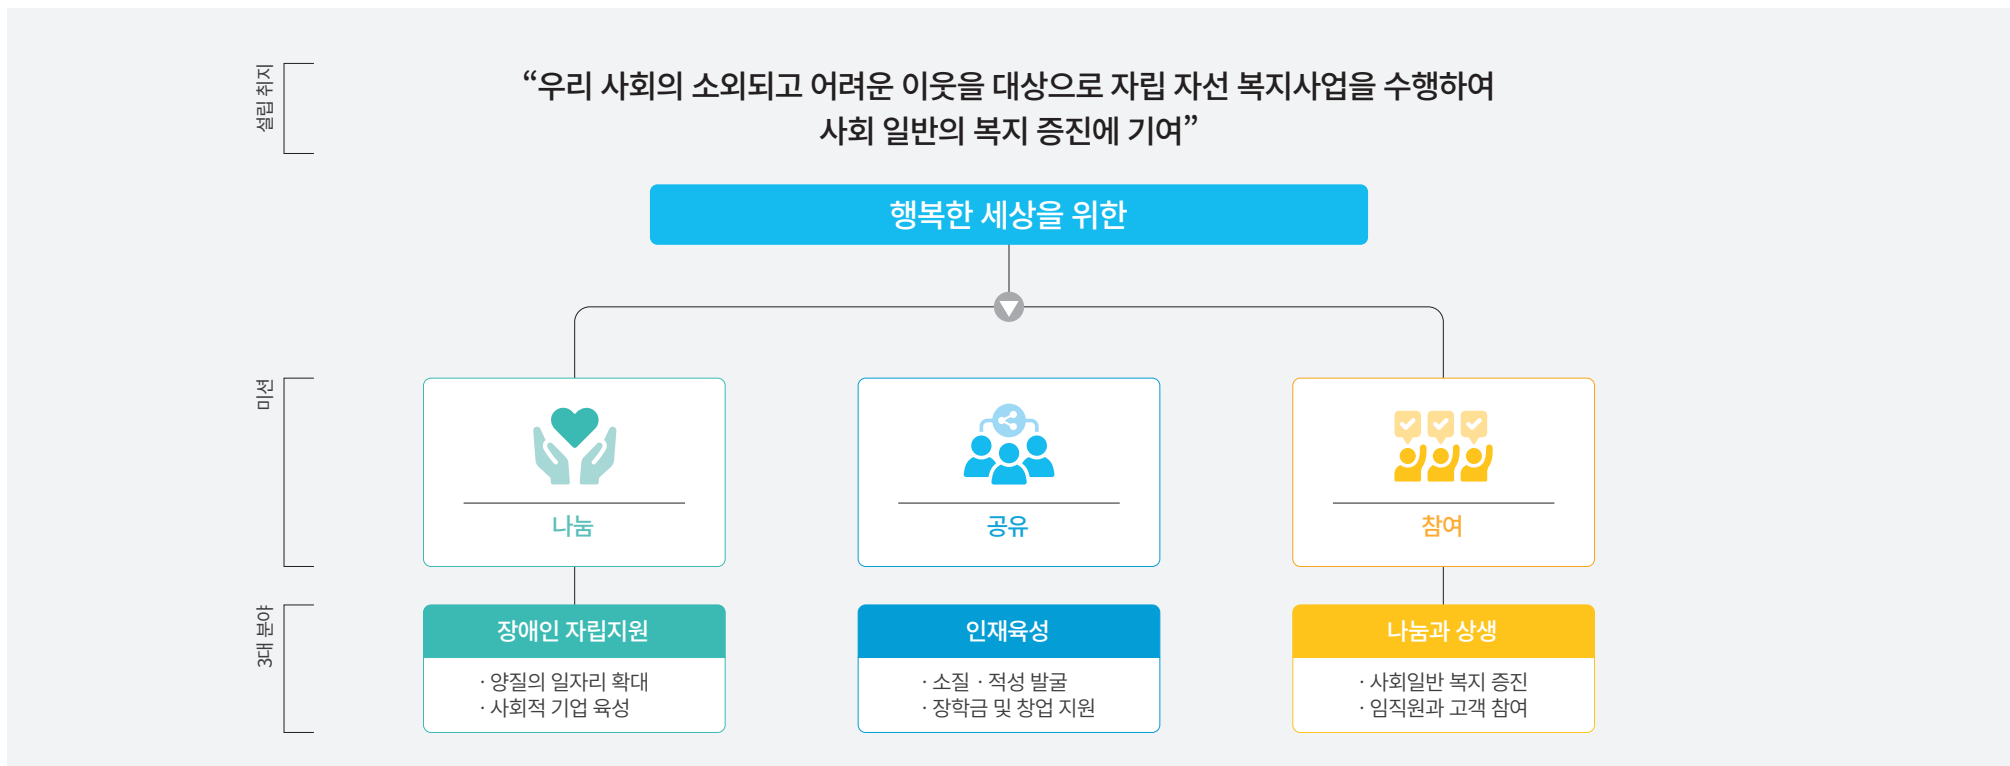 설립 취지
“우리 사회의 소외되고 어려운 이웃을 대상으로 자립 자선 복지사업을 수행하여
사회 일반의 복지 증진에 기여”
행복한 세상을 위한
미션
나눔
공유
참여
3대 분야
장애인 자립지원
· 양질의 일자리 확대
· 사회적 기업 육성
인재육성
· 소질 · 적성 발굴
· 장학금 및 창업 지원
나눔과 상생
· 사회일반 복지 증진
· 임직원과 고객 참여